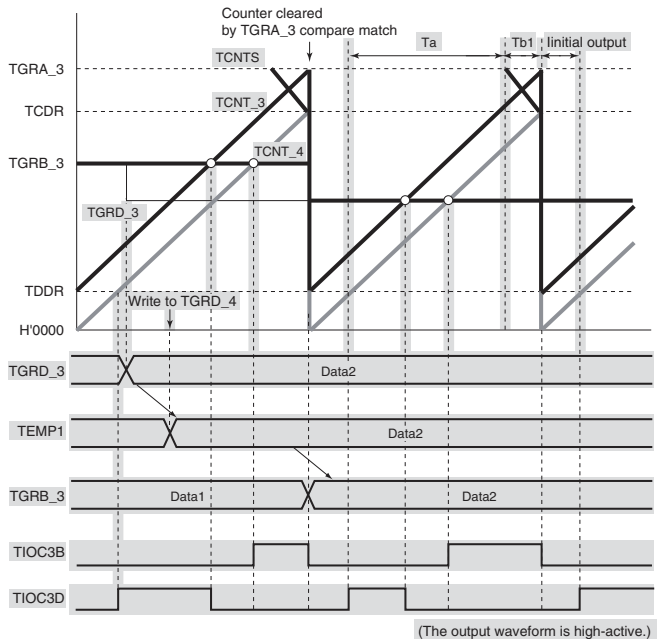 Counter cleared
by TGRA_3 compare match
Ta
Tb1
Iinitial output
TCNTS
TGRA_3
TCNT_3
TCDR
TCNT_4
TGRB_3
TGRD_3
TDDR
Write to TGRD_4
H'0000
TGRD_3
Data2
TEMP1
Data2
TGRB_3
Data1
Data2
TIOC3B
TIOC3D
(The output waveform is high-active.)